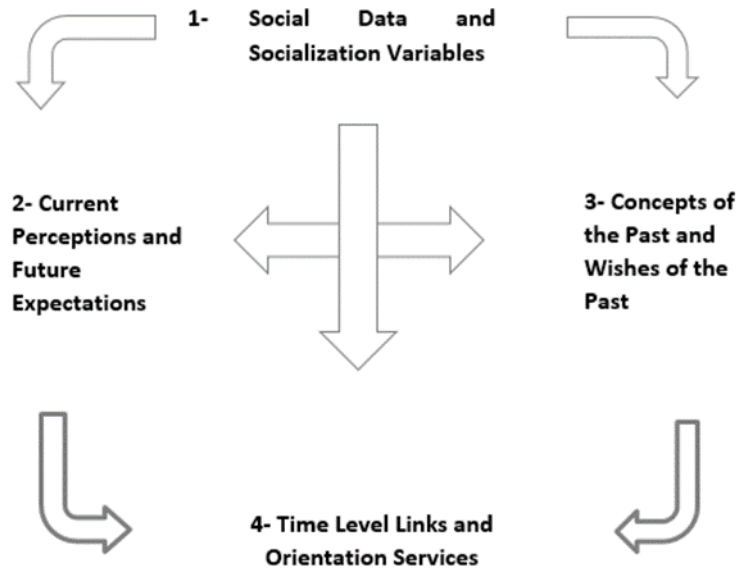 1- Social Data and
Socialization Variables
2- Current
Perceptions and
Future
Expectations
3- Concepts of
the Past and
Wishes of the
Past
4- Time Level Links and
Orientation Services